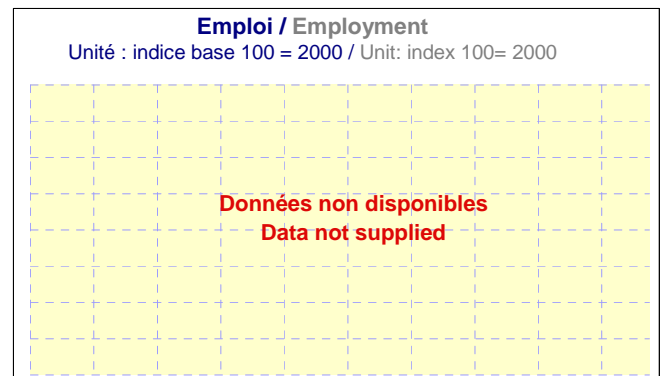 Emploi / Employment
Unité : indice base 100 = 2000 / Unit: index 100= 2000
Données non disponibles
Data not supplied